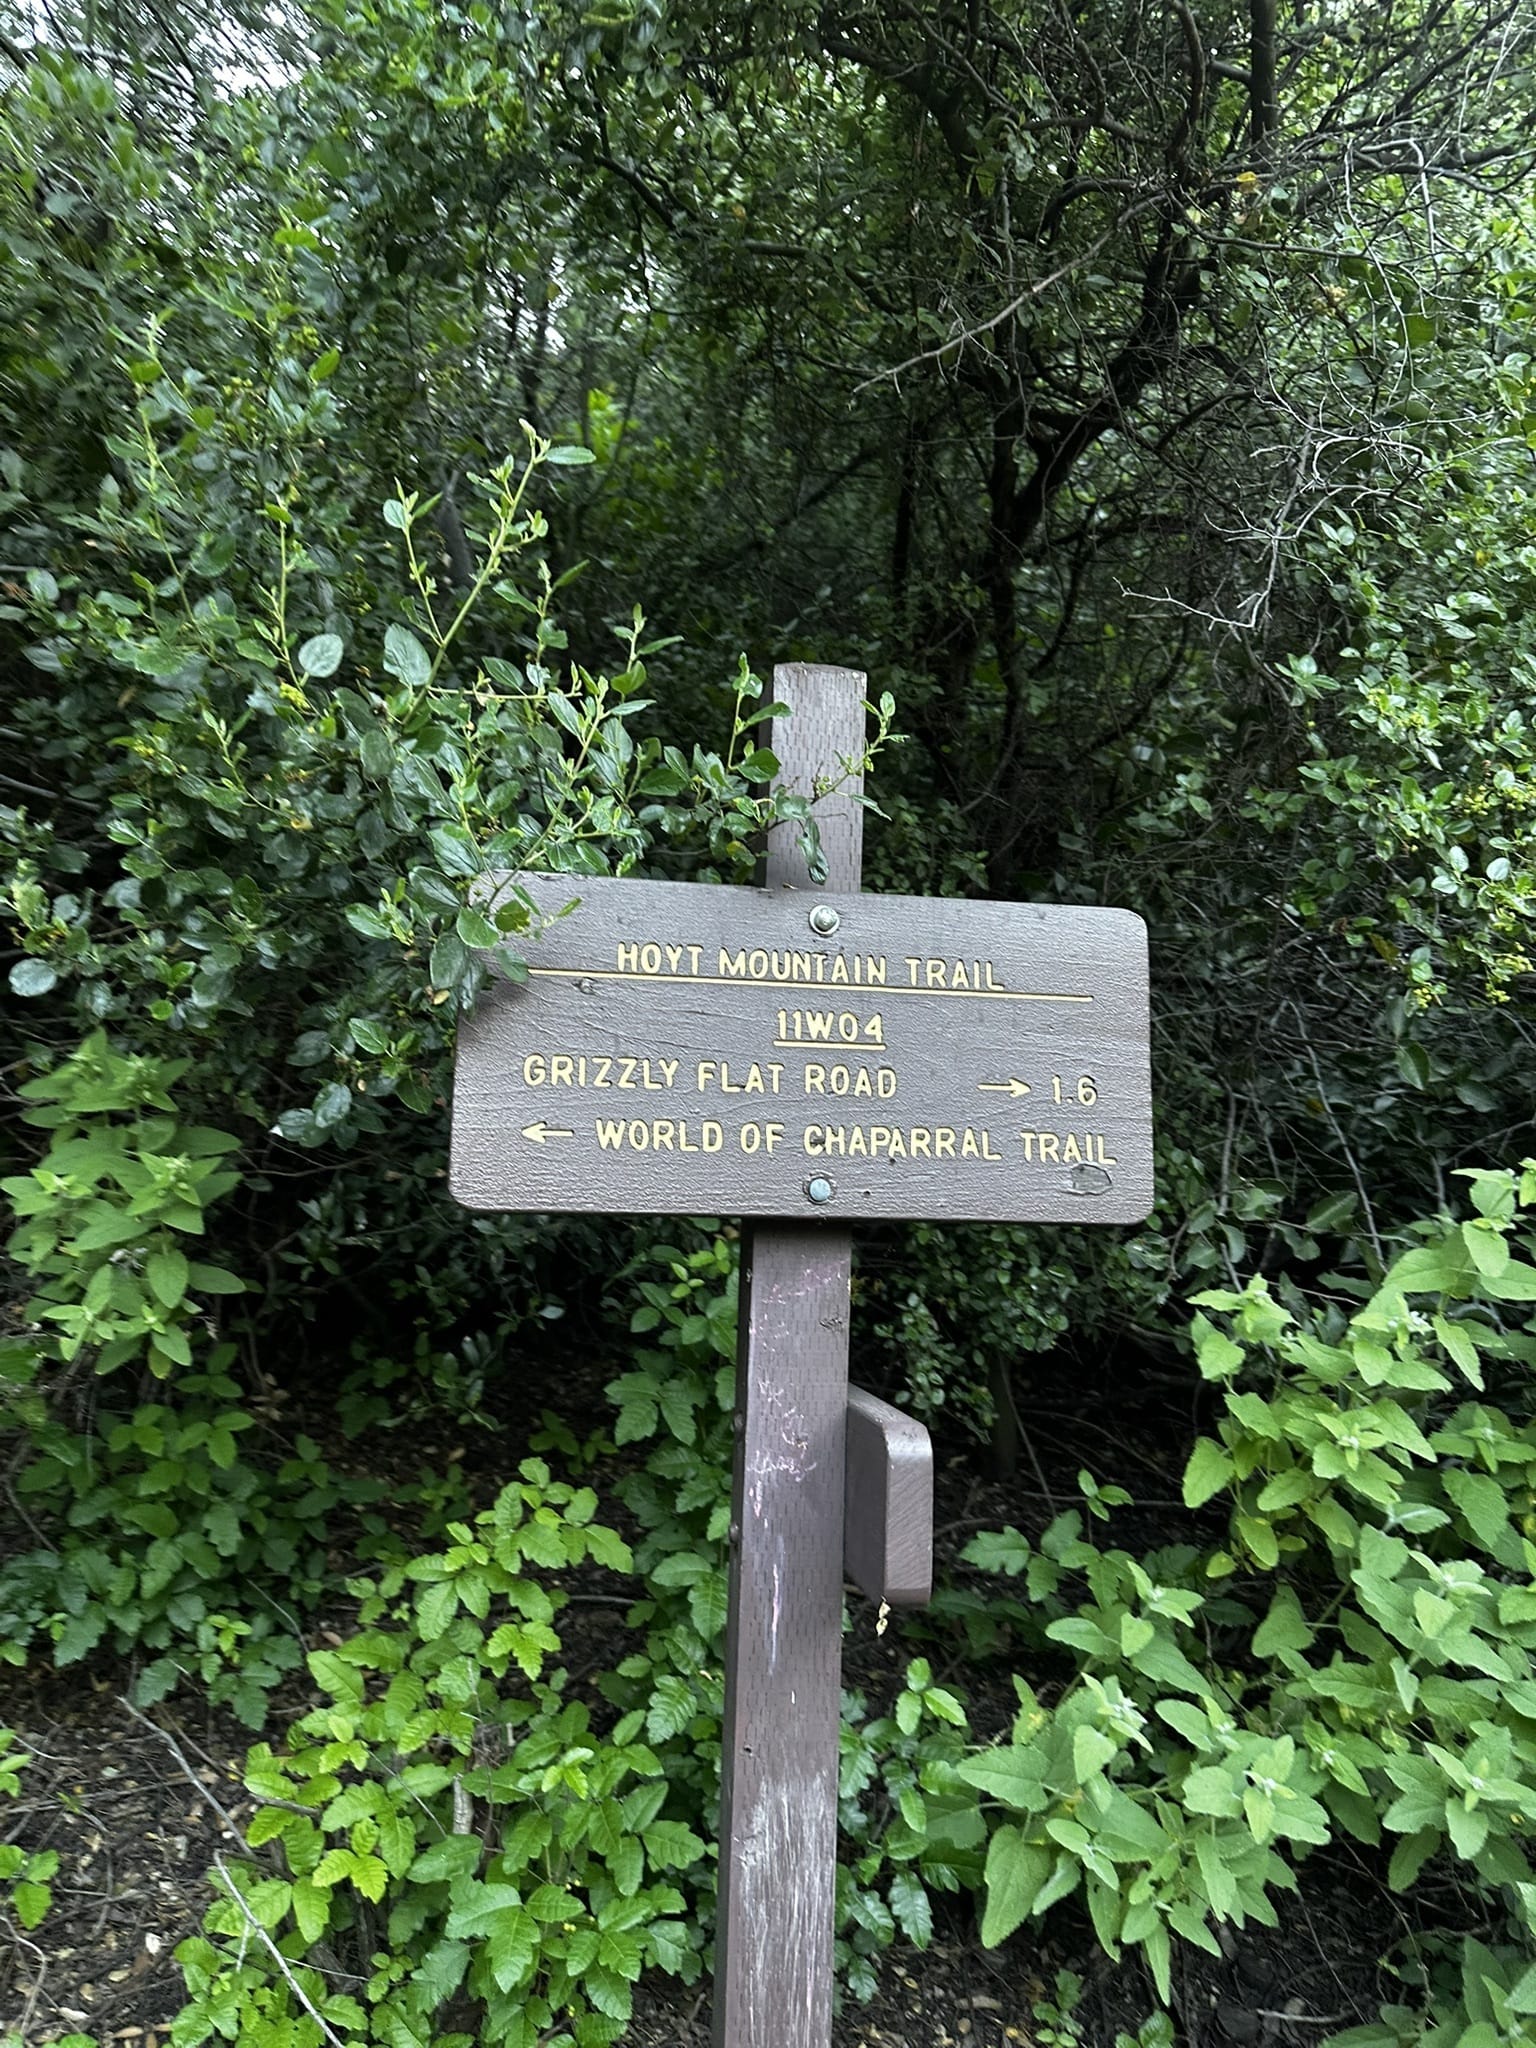 HOYT MOUNTAIN TRAIL
11W04
GRIZZLY FLAT ROAD → 1.6
← WORLD OF CHAPARRAL TRAIL